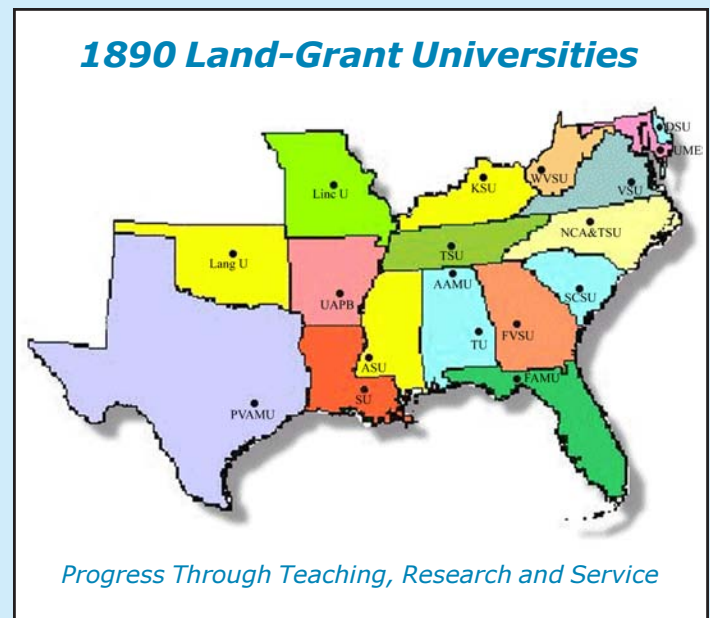 1890 Land-Grant Universities
DSU
UME
WVSU
KSU
VSU
Linc U
NCA&TSU
TSU
Lang U
AAMU
UAPB
SCSU
FVSU
TU
ASU
FAMU
SU
PVAMU
Progress Through Teaching, Research and Service